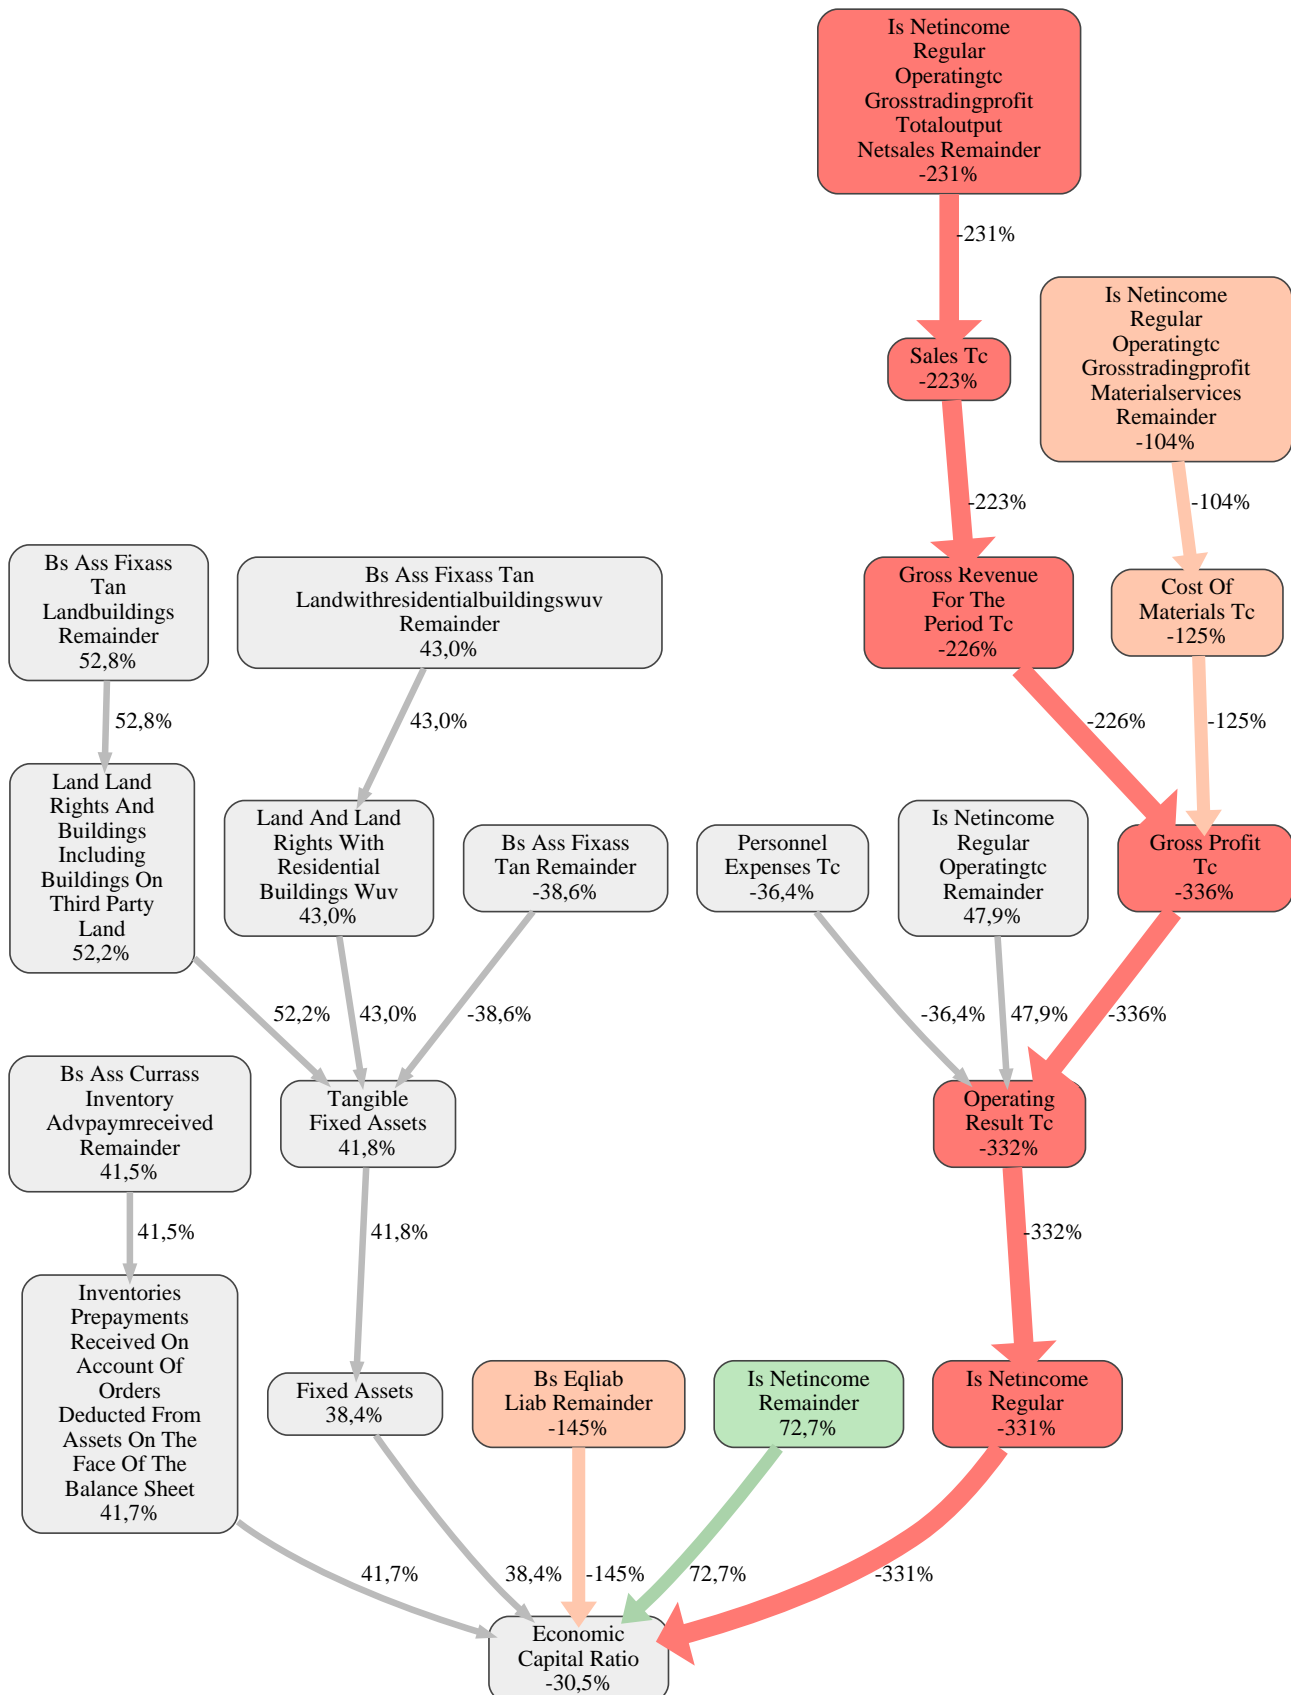 Is Netincome
Regular
Operatingtc
Grosstradingprofit
Totaloutput
Netsales Remainder
-231%
-231%
Is Netincome
Regular
Operatingtc
Grosstradingprofit
Materialservices
Remainder
-104%
Sales Tc
-223%
-223%
-104%
Bs Ass Fixass
Tan
Landbuildings
Remainder
52,8%
Bs Ass Fixass Tan
Landwithresidentialbuildingswuv
Remainder
43,0%
Gross Revenue
For The
Period Tc
-226%
Cost Of
Materials Tc
-125%
52,8%
43,0%
-226%
-125%
Land Land
Rights And
Buildings
Including
Buildings On
Third Party
Land
52,2%
Land And Land
Rights With
Residential
Buildings Wuv
43,0%
Bs Ass Fixass
Tan Remainder
-38,6%
Personnel
Expenses Tc
-36,4%
Is Netincome
Regular
Operatingtc
Remainder
47,9%
Gross Profit
Tc
-336%
52,2%
43,0%
-38,6%
-36,4%
47,9%
-336%
Bs Ass Currass
Inventory
Advpaymreceived
Remainder
41,5%
Tangible
Fixed Assets
41,8%
Operating
Result Tc
-332%
41,5%
41,8%
-332%
Inventories
Prepayments
Received On
Account Of
Orders
Deducted From
Assets On The
Face Of The
Balance Sheet
41,7%
Fixed Assets
38,4%
Bs Eqliab
Liab Remainder
-145%
Is Netincome
Remainder
72,7%
Is Netincome
Regular
-331%
41,7%
38,4%
-145%
72,7%
-331%
Economic
Capital Ratio
-30,5%